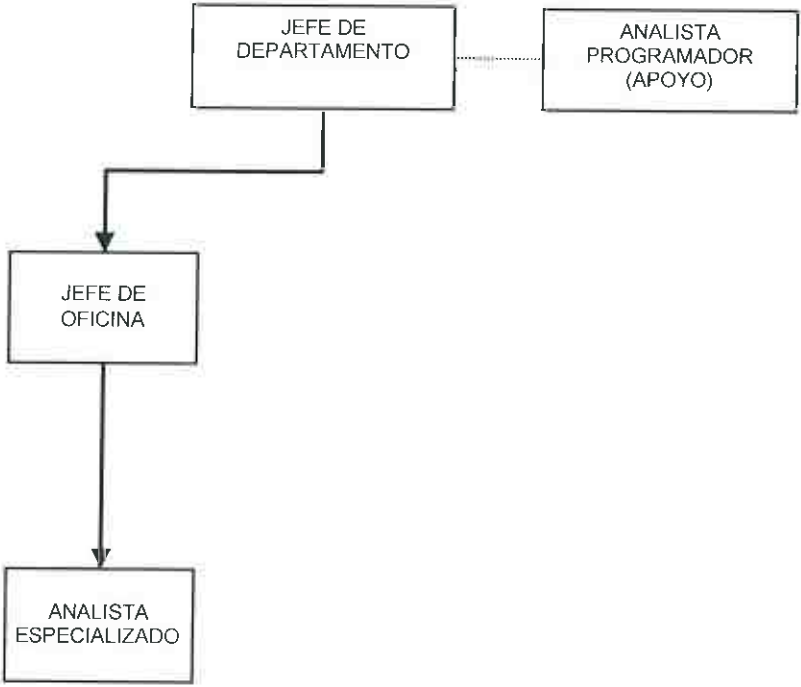 JEFE DE
DEPARTAMENTO
ANALISTA
PROGRAMADOR
(APOYO)
JEFE DE
OFICINA
ANALISTA
ESPECIALIZADO